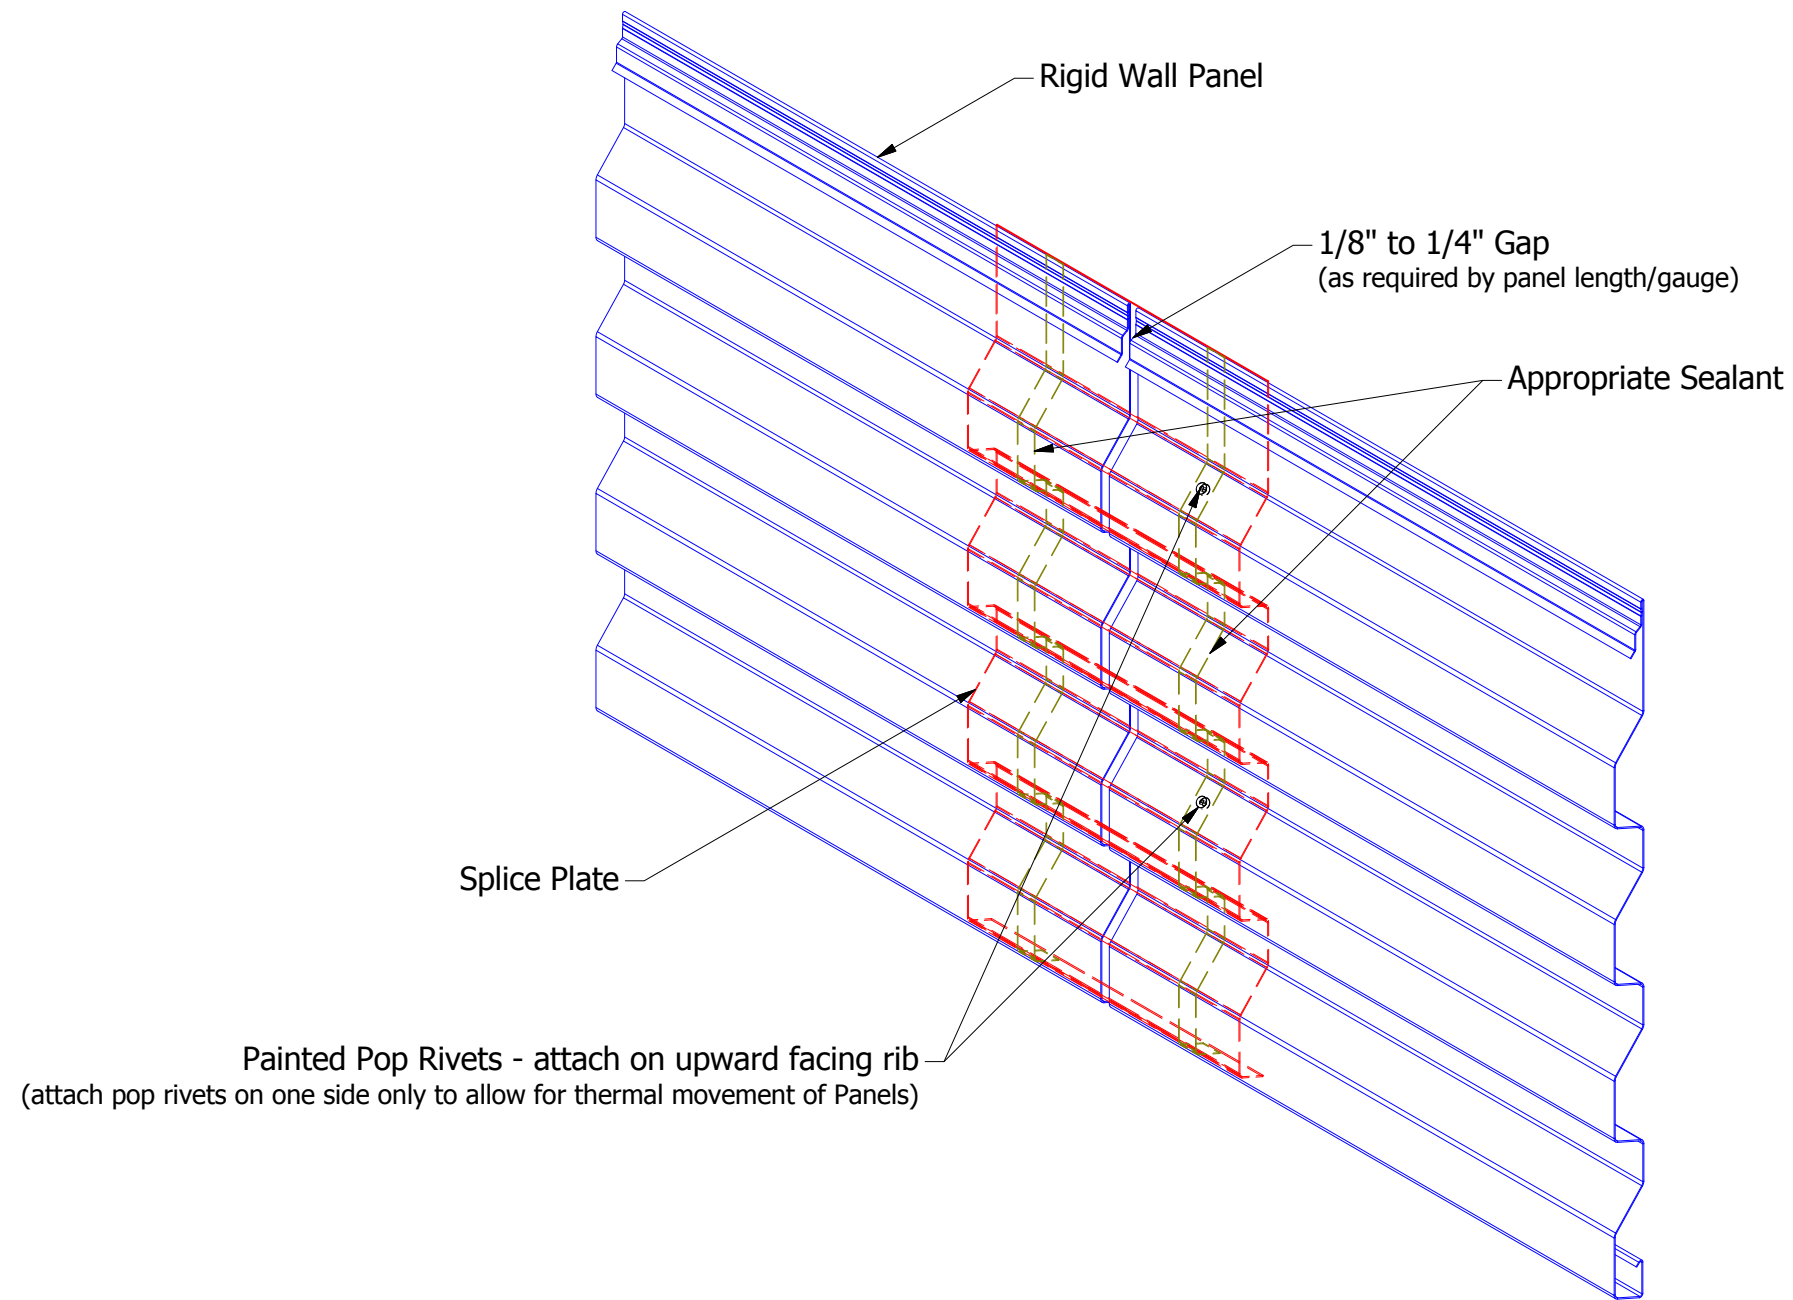 Rigid Wall Panel
1/8" to 1/4" Gap
(as required by panel length/gauge)
Appropriate Sealant
Splice Plate
Painted Pop Rivets - attach on upward facing rib
(attach pop rivets on one side only to allow for thermal movement of Panels)